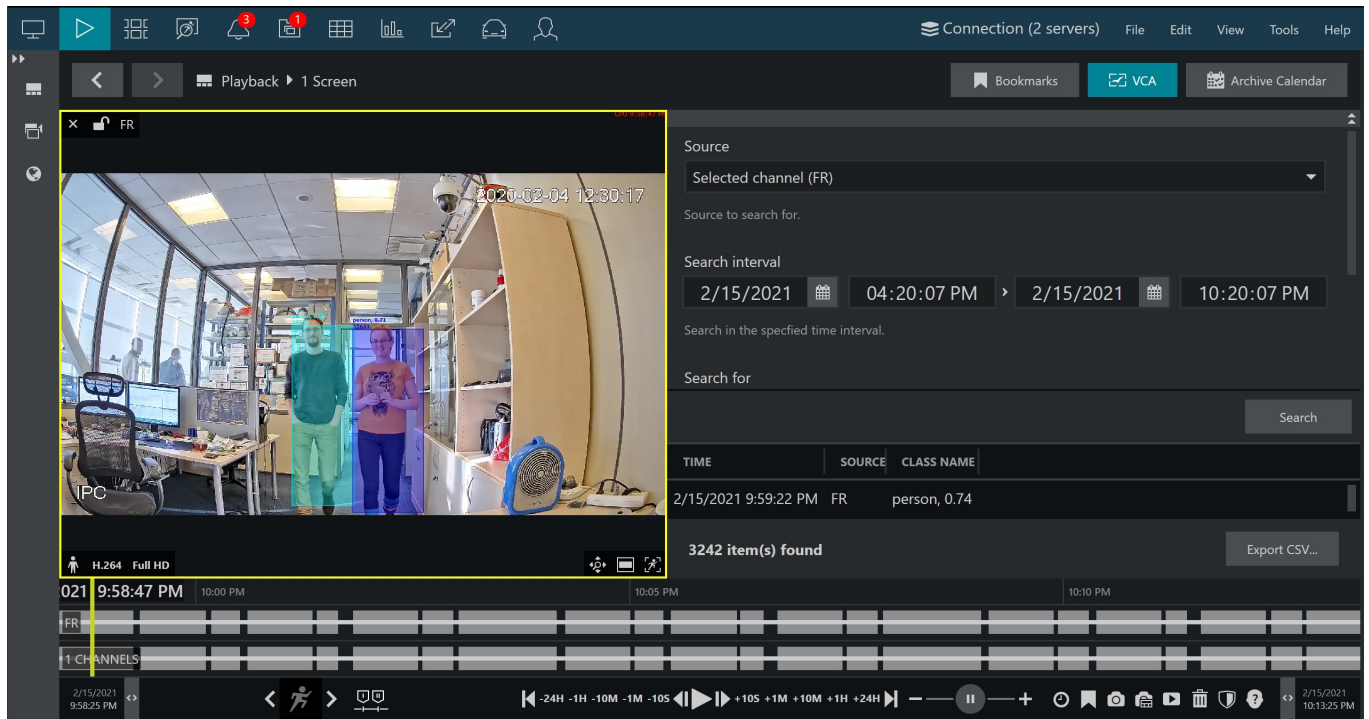 3
1
Connection (2 servers)
File
Edit
View
Tools
Help
Playback
1 Screen
Bookmarks
VCA
Archive Calendar
FR
9:58:47 PM
2020-02-04 12:30:17
person, 0.71
IPC
H.264 Full HD
Source
Selected channel (FR)
Source to search for.
Search interval
2/15/2021
04:20:07 PM
2/15/2021
10:20:07 PM
Search in the specfied time interval.
Search for
Search
TIME
SOURCE
CLASS NAME
2/15/2021 9:59:22 PM FR person, 0.74
3242 item(s) found
Export CSV...
021 9:58:47 PM
10:00 PM
10:05 PM
10:10 PM
FR
1 CHANNELS
2/15/2021
9:58:25 PM
-24H -1H -10M -1M -10S
+10S +1M +10M +1H +24H
2/15/2021
10:13:25 PM